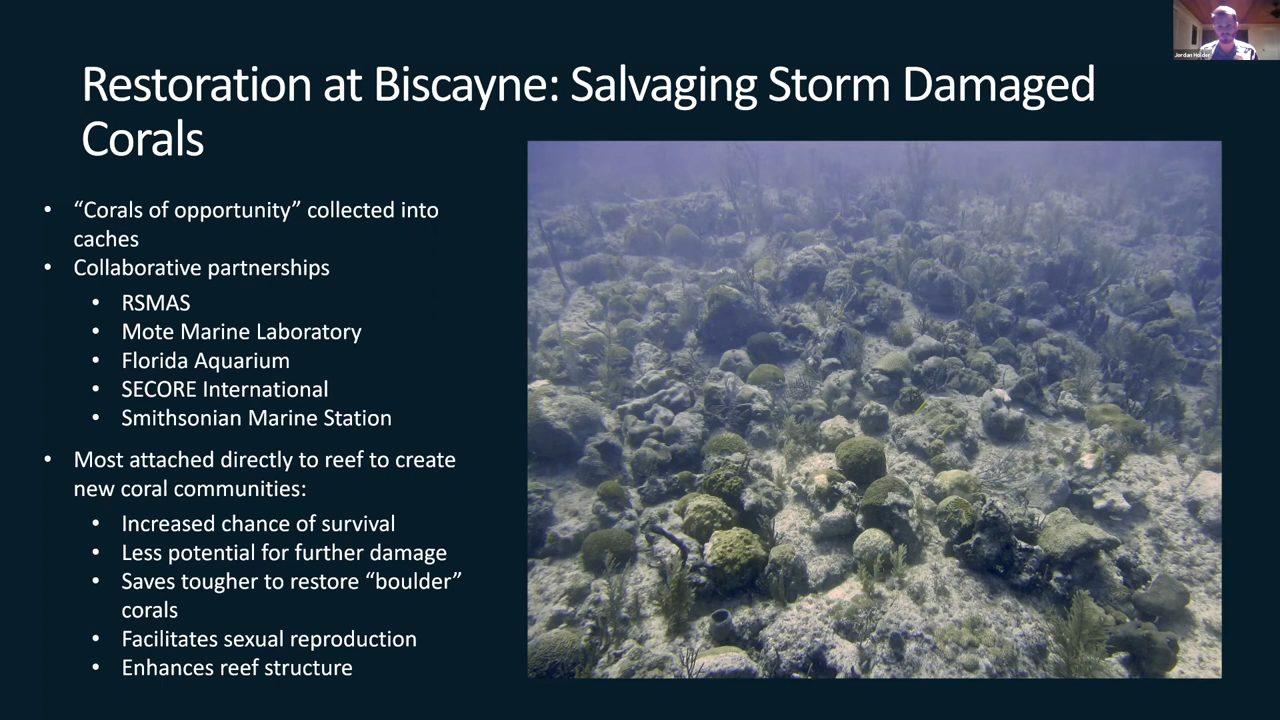 Jordan Holder
Restoration at Biscayne: Salvaging Storm Damaged
Corals
• “Corals of opportunity” collected into
caches
• Collaborative partnerships
• RSMAS
• Mote Marine Laboratory
• Florida Aquarium
• SECORE International
• Smithsonian Marine Station
• Most attached directly to reef to create
new coral communities:
• Increased chance of survival
• Less potential for further damage
• Saves tougher to restore “boulder”
corals
• Facilitates sexual reproduction
• Enhances reef structure